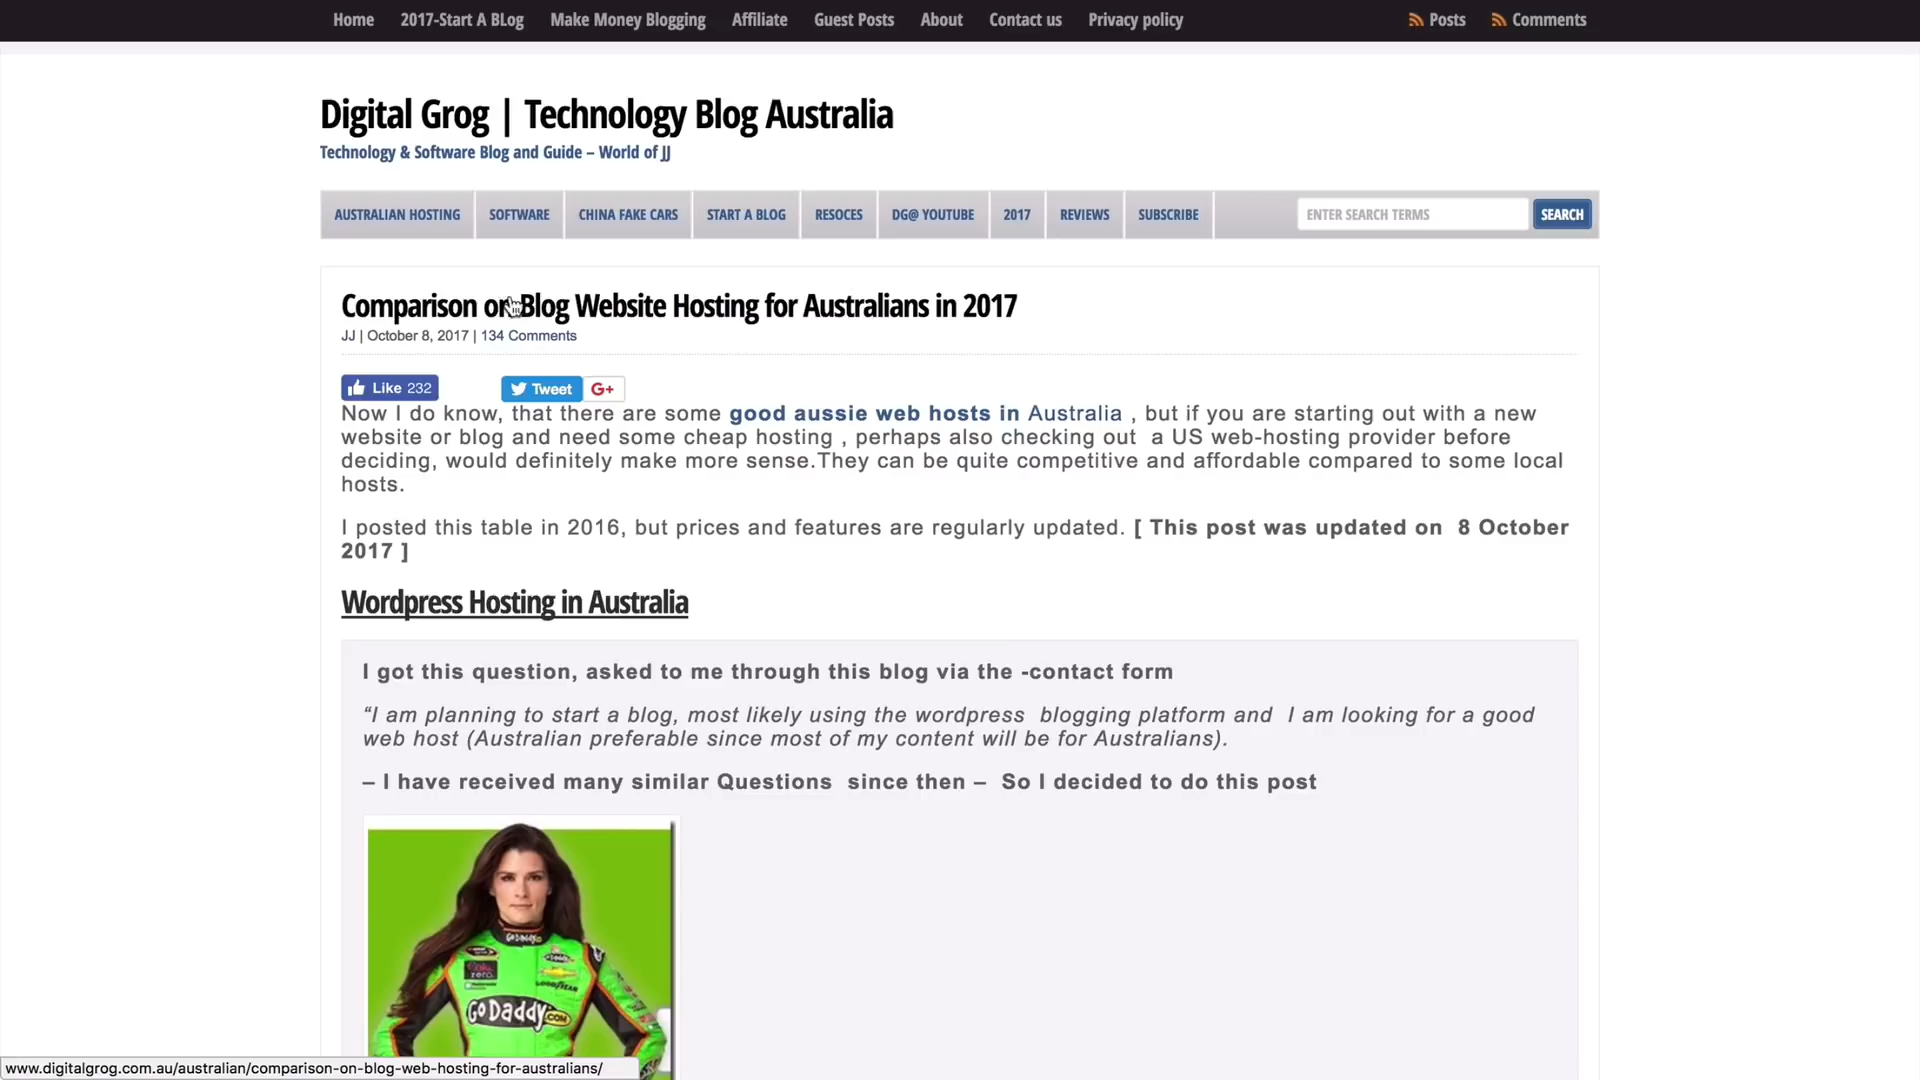 Home 2017-Start A BLog Make Money Blogging Affiliate Guest Posts About Contact us Privacy policy Posts Comments
Digital Grog | Technology Blog Australia
Technology & Software Blog and Guide – World of JJ
AUSTRALIAN HOSTING SOFTWARE CHINA FAKE CARS START A BLOG RESOCES DG@ YOUTUBE 2017 REVIEWS SUBSCRIBE ENTER SEARCH TERMS SEARCH
Comparison on Blog Website Hosting for Australians in 2017
JJ | October 8, 2017 | 134 Comments
Like 232 Tweet G+
Now I do know, that there are some good aussie web hosts in Australia , but if you are starting out with a new
website or blog and need some cheap hosting , perhaps also checking out a US web-hosting provider before
deciding, would definitely make more sense.They can be quite competitive and affordable compared to some local
hosts.
I posted this table in 2016, but prices and features are regularly updated. [ This post was updated on 8 October
2017 ]
Wordpress Hosting in Australia
I got this question, asked to me through this blog via the -contact form
“I am planning to start a blog, most likely using the wordpress blogging platform and I am looking for a good
web host (Australian preferable since most of my content will be for Australians).
– I have received many similar Questions since then – So I decided to do this post
GoDaddy
GOODYEAR
GoDaddy.COM
www.digitalgrog.com.au/australian/comparison-on-blog-web-hosting-for-australians/